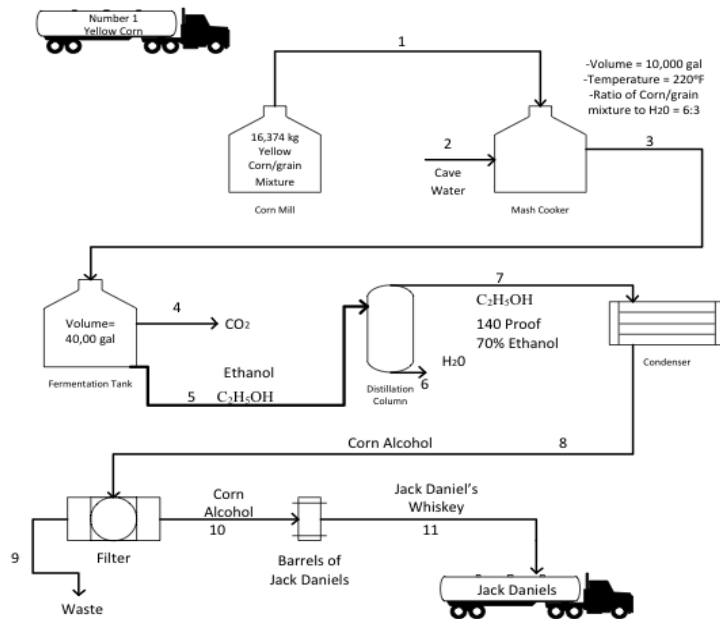 Number 1
Yellow Corn
1
-Volume = 10,000 gal
-Temperature = 220°F
-Ratio of Corn/grain
mixture to H20 = 6:3
16,374 kg
Yellow
Corn/grain
Mixture
Corn Mill
2
Cave
Water
Mash Cooker
3
Volume=
40,00 gal
Fermentation Tank
4
CO2
Ethanol
5 C2H5OH
Distillation
Column
H20
6
7
C2H5OH
140 Proof
70% Ethanol
Condenser
Corn Alcohol 8
Filter
9
Waste
Corn
Alcohol
10
Barrels of
Jack Daniels
Jack Daniel's
Whiskey
11
Jack Daniels